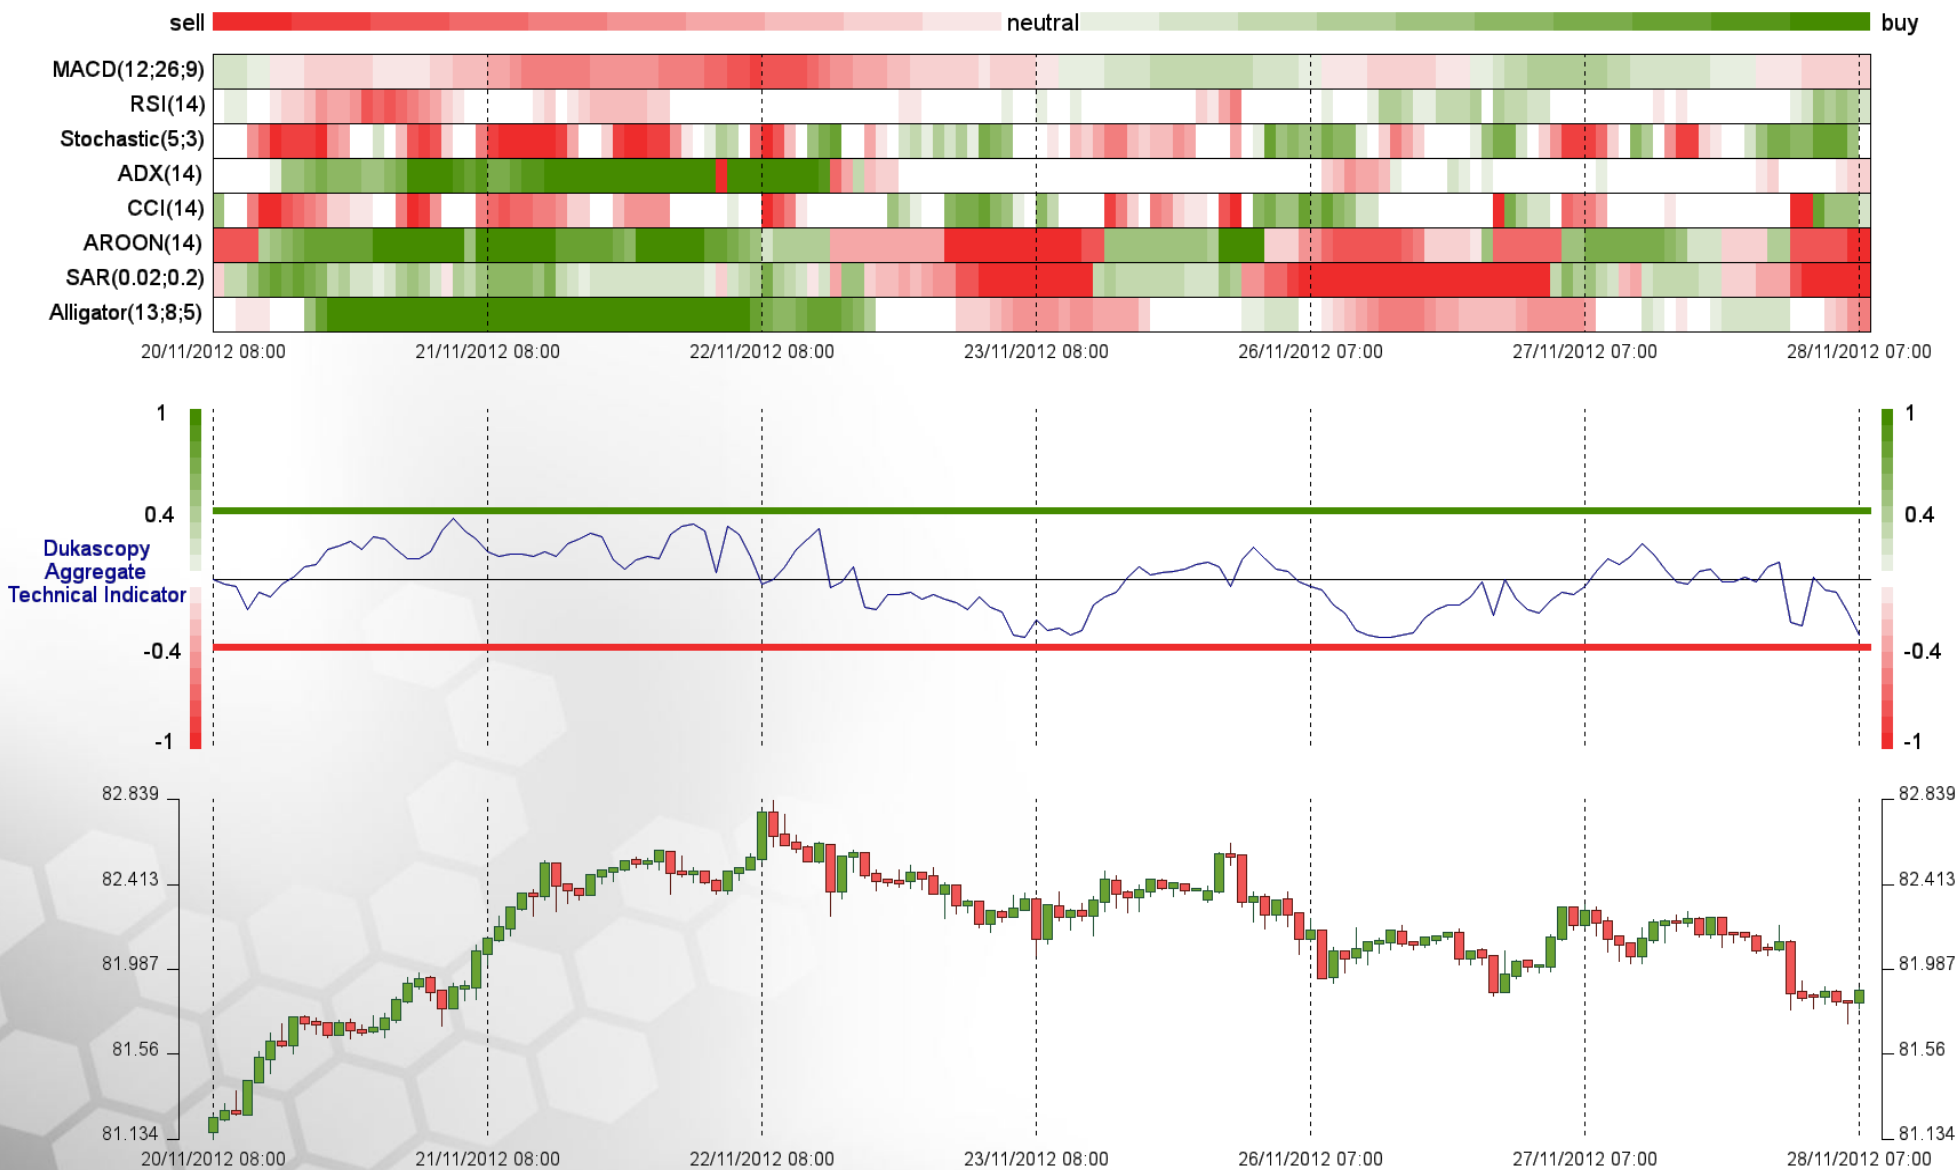 sell neutral buy
MACD(12;26;9)
RSI(14)
Stochastic(5;3)
ADX(14)
CCI(14)
AROON(14)
SAR(0.02;0.2)
Alligator(13;8;5)
20/11/2012 08:00 21/11/2012 08:00 22/11/2012 08:00 23/11/2012 08:00 26/11/2012 07:00 27/11/2012 07:00 28/11/2012 07:00
1 1
0.4 0.4
Dukascopy
Aggregate
Technical Indicator
-0.4 -0.4
-1 -1
82.839 82.839
82.413 82.413
81.987 81.987
81.56 81.56
81.134 81.134
20/11/2012 08:00 21/11/2012 08:00 22/11/2012 08:00 23/11/2012 08:00 26/11/2012 07:00 27/11/2012 07:00 28/11/2012 07:00